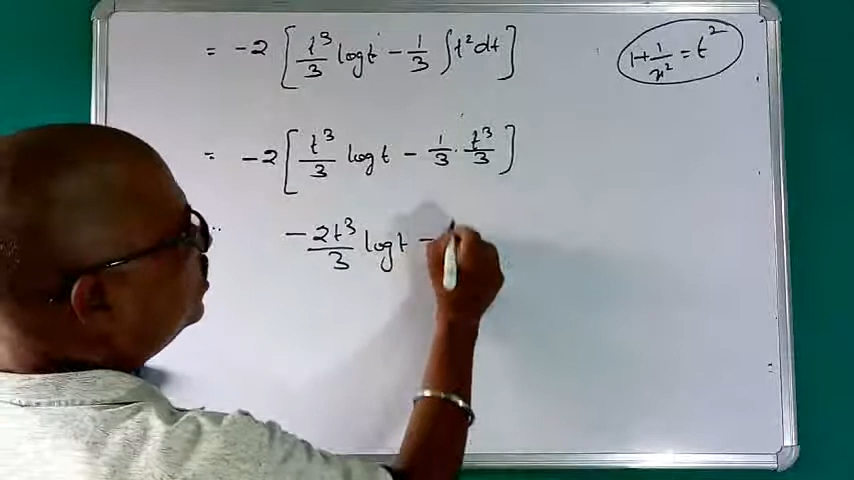 = -2 [ t³/3 log t - 1/3 ∫ t² dt ]
1 + 1/x² = t²
= -2 [ t³/3 log t - 1/3 · t³/3 ]
- 2t³/3 log t -